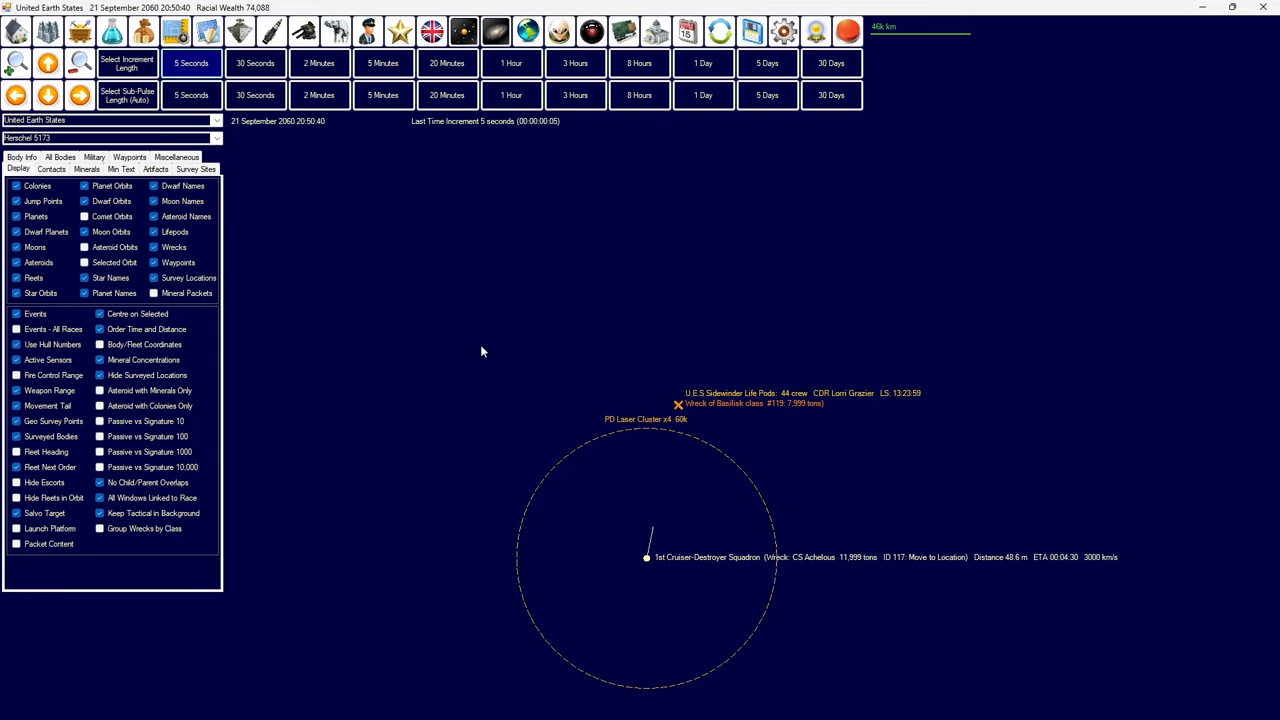 United Earth States   21 September 2060 20:50:40   Racial Wealth 74,088
46k km
Select Increment Length
5 Seconds
30 Seconds
2 Minutes
5 Minutes
20 Minutes
1 Hour
3 Hours
8 Hours
1 Day
5 Days
30 Days
Select Sub-Pulse Length (Auto)
5 Seconds
30 Seconds
2 Minutes
5 Minutes
20 Minutes
1 Hour
3 Hours
8 Hours
1 Day
5 Days
30 Days
United Earth States
21 September 2060 20:50:40
Last Time Increment 5 seconds (00:00:00:05)
Herschel 5173
Body Info  All Bodies  Military  Waypoints  Miscellaneous
Display  Contacts  Minerals  Min Text  Artifacts  Survey Sites
Colonies  Planet Orbits  Dwarf Names
Jump Points  Dwarf Orbits  Moon Names
Planets  Comet Orbits  Asteroid Names
Dwarf Planets  Moon Orbits  Lifepods
Moons  Asteroid Orbits  Wrecks
Asteroids  Selected Orbit  Waypoints
Fleets  Star Names  Survey Locations
Star Orbits  Planet Names  Mineral Packets
Events  Centre on Selected
Events - All Races  Order Time and Distance
Use Hull Numbers  Body/Fleet Coordinates
Active Sensors  Mineral Concentrations
Fire Control Range  Hide Surveyed Locations
Weapon Range  Asteroid with Minerals Only
Movement Tail  Asteroid with Colonies Only
Geo Survey Points  Passive vs Signature 10
Surveyed Bodies  Passive vs Signature 100
Fleet Heading  Passive vs Signature 1000
Fleet Next Order  Passive vs Signature 10,000
Hide Escorts  No Child/Parent Overlaps
Hide Fleets in Orbit  All Windows Linked to Race
Salvo Target  Keep Tactical in Background
Launch Platform  Group Wrecks by Class
Packet Content
U.E.S Sidewinder Life Pods:  44 crew   CDR Lorri Grazier   LS: 13:23:59
Wreck of Basilisk class  #119: 7,999 tons)
PD Laser Cluster x4  60k
1st Cruiser-Destroyer Squadron  (Wreck: CS Achelous  11,999 tons   ID 117: Move to Location)   Distance 48.6 m   ETA 00:04:30   3000 km/s